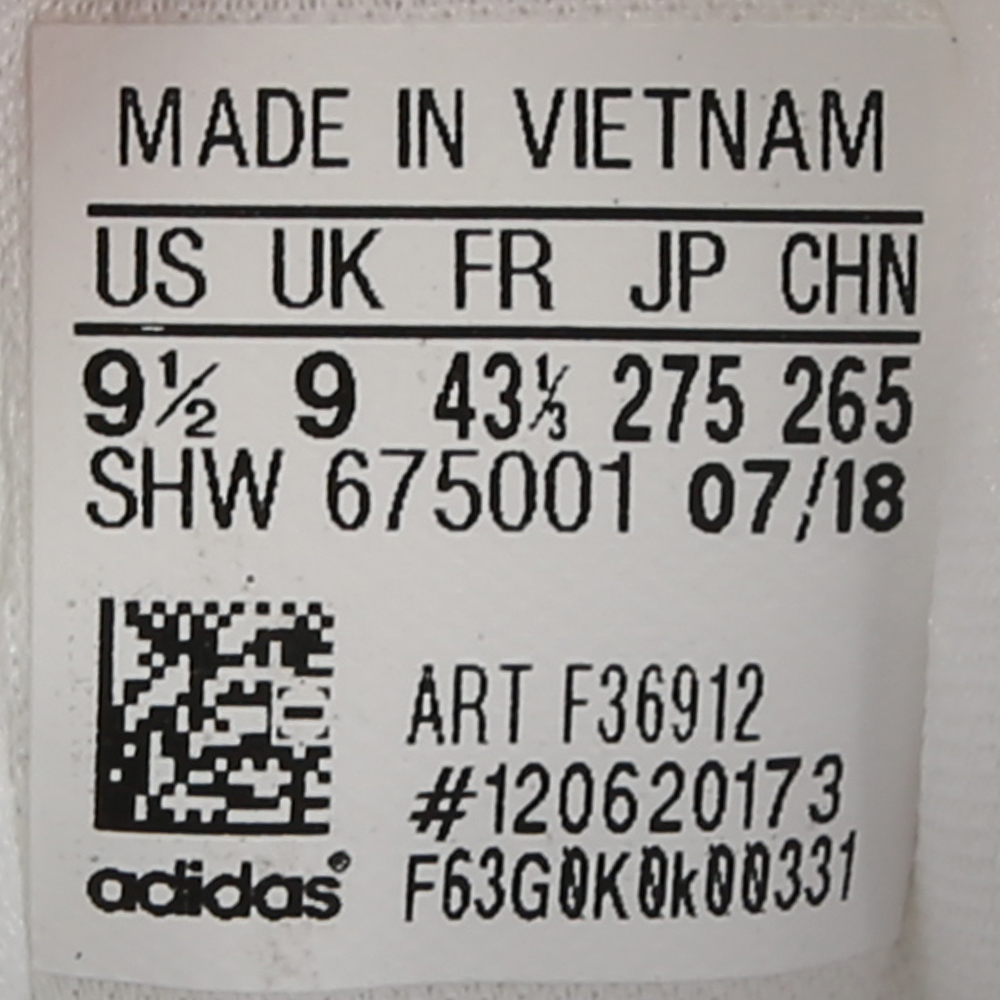 MADE IN VIETNAM
US UK FR JP CHN
9½ 9 43⅓ 275 265
SHW 675001 07/18
ART F36912
#120620173
F63G0K0k00331
adidas®